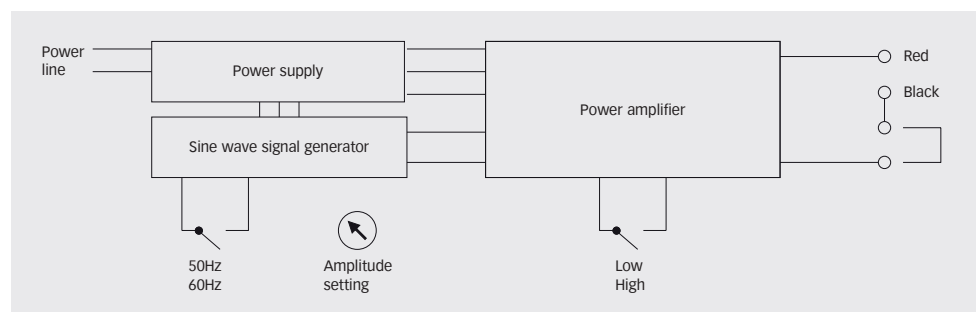 Power
line
Power supply
Sine wave signal generator
Power amplifier
Red
Black
50Hz
60Hz
Amplitude
setting
Low
High